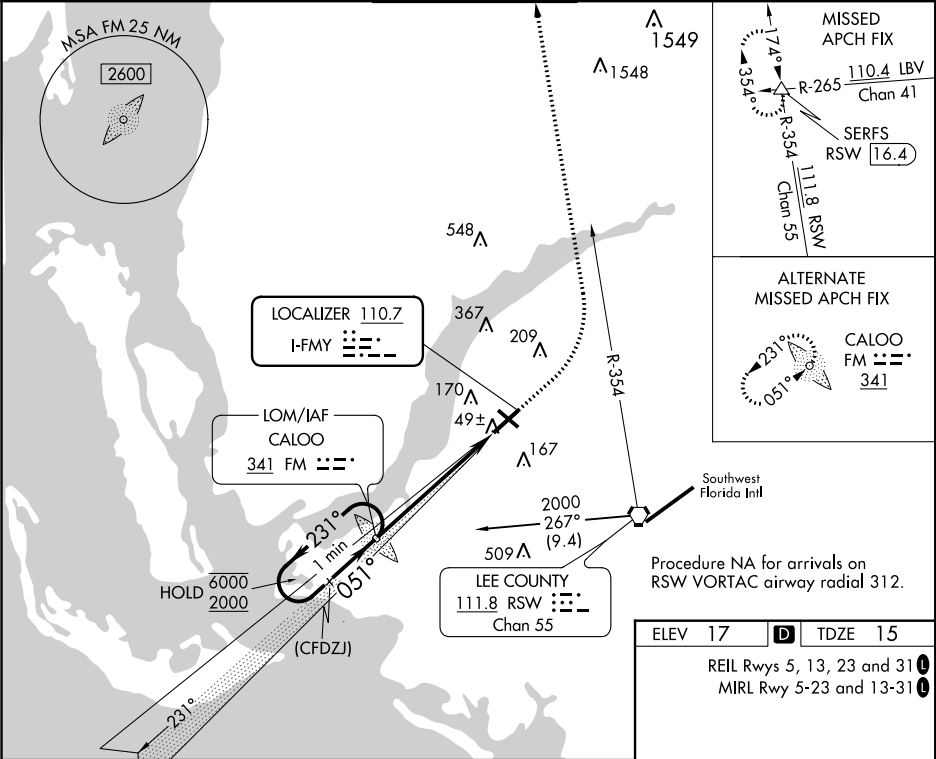 MSA FM 25 NM
2600
1549
1548
548
LOCALIZER 110.7
I-FMY
367
209
170
49±
167
LOM/IAF
CALOO
341 FM
231°
1 min
051°
HOLD 6000
2000
(CFDZJ)
231°
R-354
2000
267°
(9.4)
509
LEE COUNTY
111.8 RSW
Chan 55
Southwest
Florida Intl
Procedure NA for arrivals on
RSW VORTAC airway radial 312.
MISSED
APCH FIX
174°
354°
R-265 110.4 LBV
Chan 41
SERFS
RSW 16.4
R-354 111.8 RSW
Chan 55
ALTERNATE
MISSED APCH FIX
231°
051°
CALOO
FM
341
ELEV 17 D TDZE 15
REIL Rwys 5, 13, 23 and 31 L
MIRL Rwy 5-23 and 13-31 L